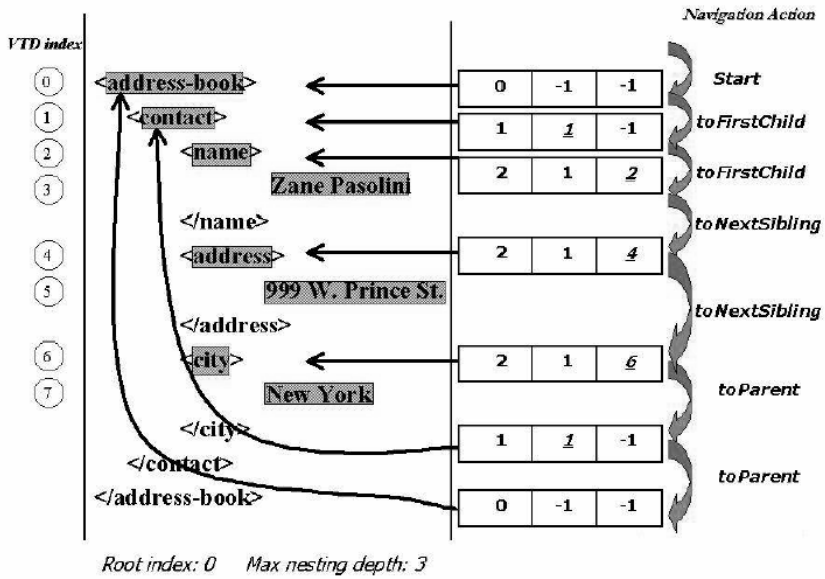 Navigation Action
VTD index
0 <address-book> 0 -1 -1 Start
1 <contact> 1 1 -1 toFirstChild
2 <name> 2 1 2 toFirstChild
3 Zane Pasolini
</name> toNextSibling
4 <address> 2 1 4
5 999 W. Prince St.
</address> toNextSibling
6 <city> 2 1 6
7 New York toParent
</city> 1 1 -1
</contact>
</address-book> 0 -1 -1 toParent
Root index: 0 Max nesting depth: 3